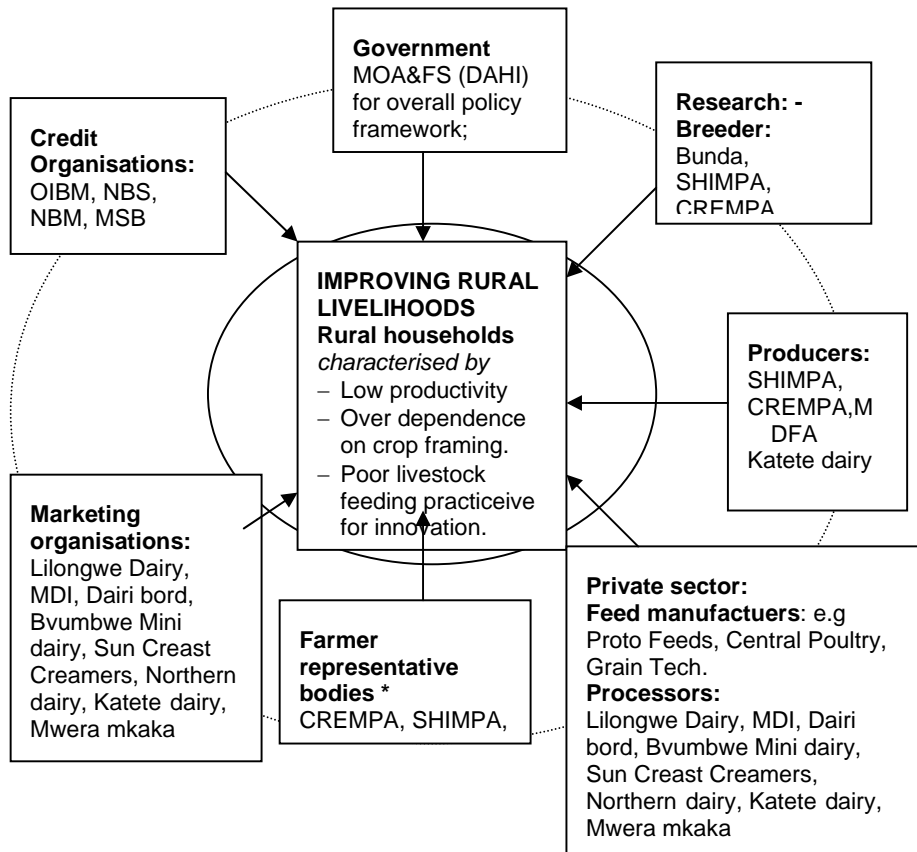 Government
MOA&FS (DAHI)
for overall policy
framework;
Credit
Organisations:
OIBM, NBS,
NBM, MSB
Research: -
Breeder:
Bunda,
SHIMPA,
CREMPA
IMPROVING RURAL
LIVELIHOODS
Rural households
characterised by
– Low productivity
– Over dependence
on crop framing.
– Poor livestock
feeding practiceive
for innovation.
Producers:
SHIMPA,
CREMPA,M
DFA
Katete dairy
Marketing
organisations:
Lilongwe Dairy,
MDI, Dairi bord,
Bvumbwe Mini
dairy, Sun Creast
Creamers, Northern
dairy, Katete dairy,
Mwera mkaka
Farmer
representative
bodies *
CREMPA, SHIMPA,
Private sector:
Feed manufactuers: e.g
Proto Feeds, Central Poultry,
Grain Tech.
Processors:
Lilongwe Dairy, MDI, Dairi
bord, Bvumbwe Mini dairy,
Sun Creast Creamers,
Northern dairy, Katete dairy,
Mwera mkaka